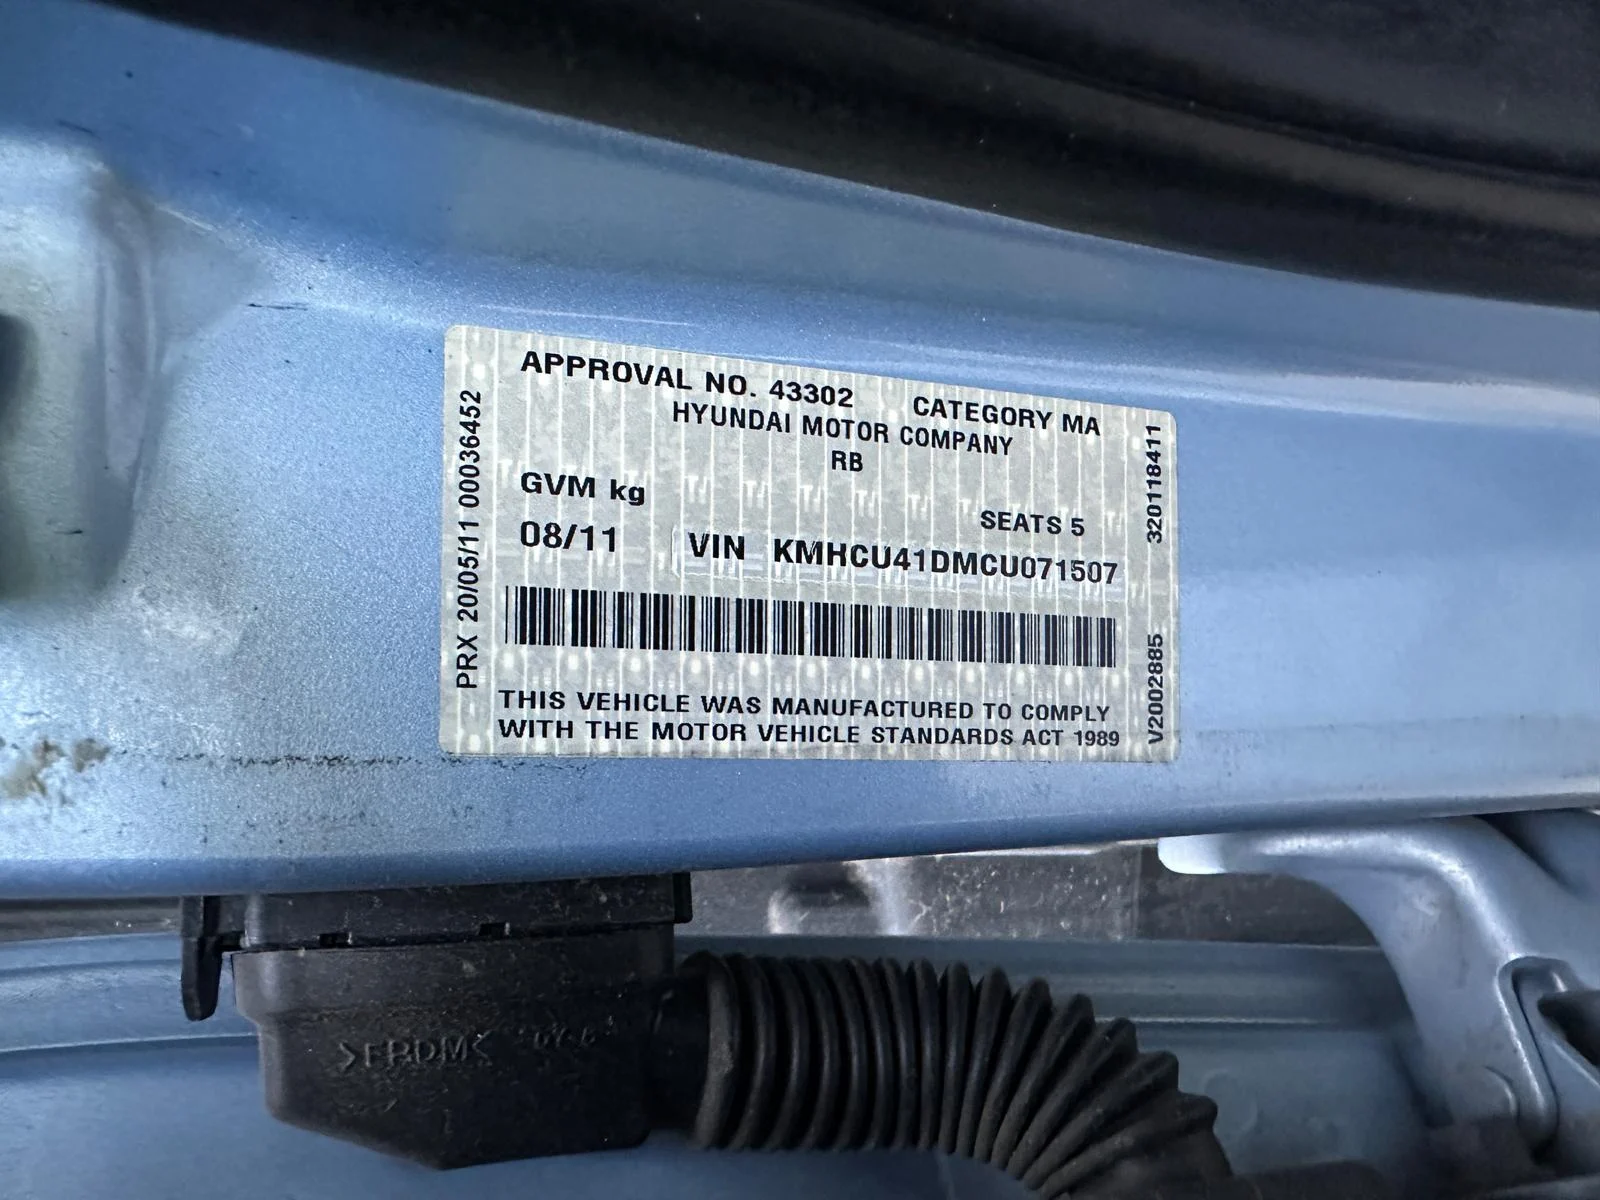 APPROVAL NO. 43302 CATEGORY MA
HYUNDAI MOTOR COMPANY
RB
GVM kg
SEATS 5
08/11 VIN KMHCU41DMCU071507
THIS VEHICLE WAS MANUFACTURED TO COMPLY
WITH THE MOTOR VEHICLE STANDARDS ACT 1989
PRX 20/05/11 00036452
320118411
V2002885